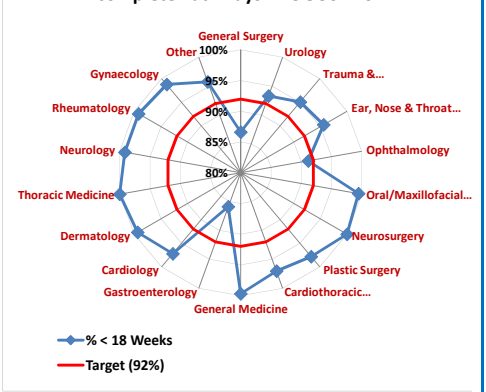 General Surgery
Other
Urology
Gynaecology
Trauma &...
Rheumatology
Ear, Nose & Throat...
Neurology
Ophthalmology
Thoracic Medicine
Oral/Maxillofacial...
Dermatology
Neurosurgery
Cardiology
Plastic Surgery
Gastroenterology
Cardiothoracic...
General Medicine
100%
95%
90%
85%
80%
% < 18 Weeks
Target (92%)